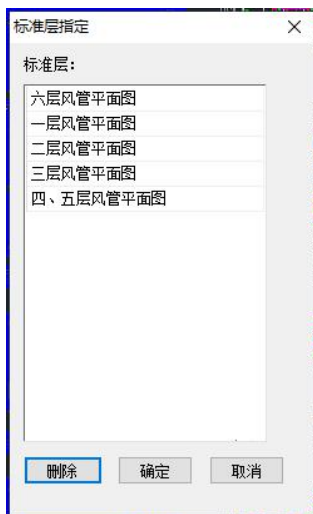 标准层指定
标准层：
六层风管平面图
一层风管平面图
二层风管平面图
三层风管平面图
四、五层风管平面图
删除 确定 取消